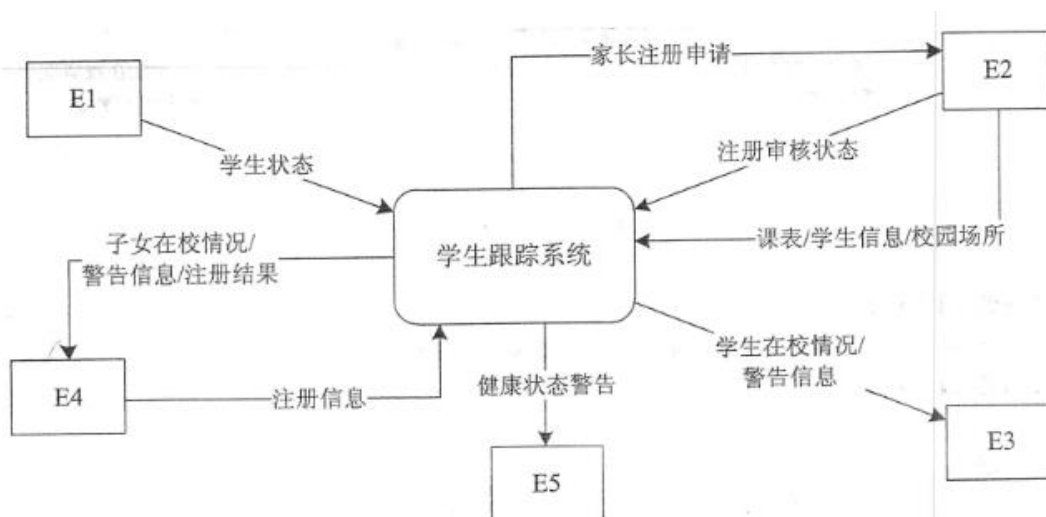 家长注册申请
E2
E1
学生状态
注册审核状态
子女在校情况/
警告信息/注册结果
学生跟踪系统
课表/学生信息/校园场所
学生在校情况/
警告信息
E4
注册信息
健康状态警告
E3
E5